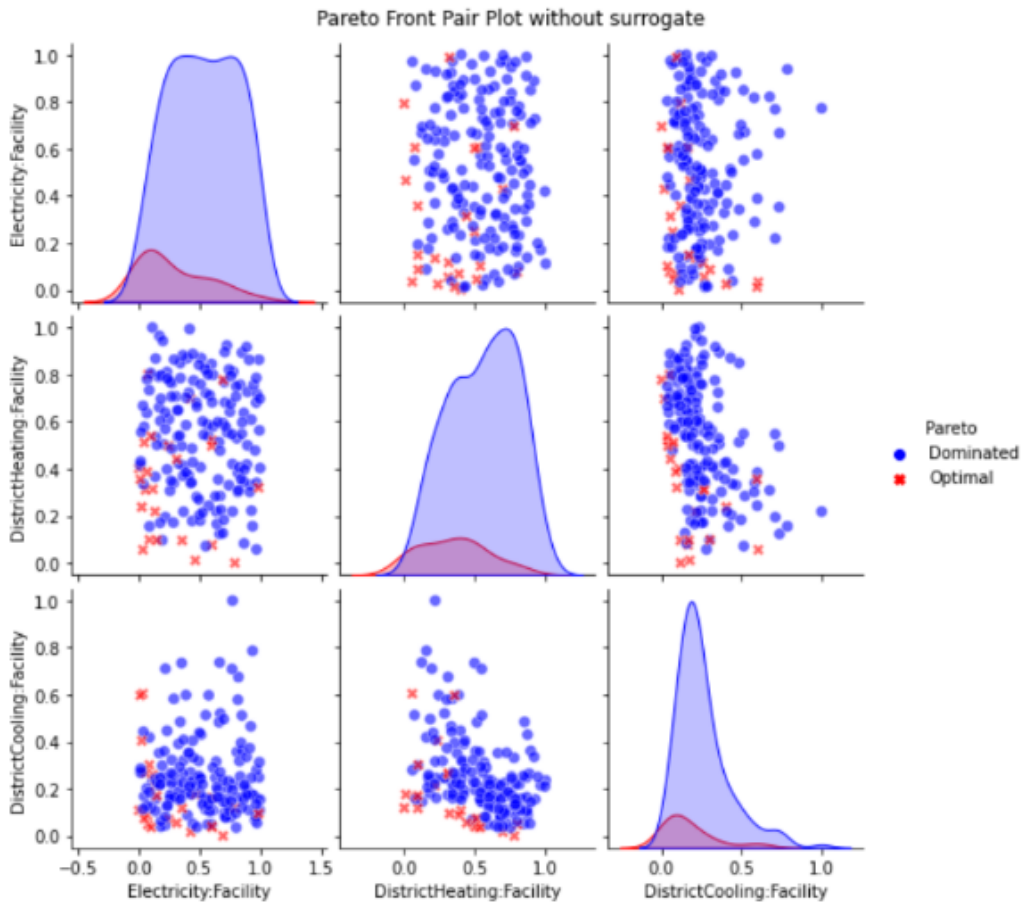 Pareto Front Pair Plot without surrogate
Electricity:Facility
1.0
0.8
0.6
0.4
0.2
0.0
DistrictHeating:Facility
1.0
0.8
0.6
0.4
0.2
0.0
Pareto
Dominated
Optimal
DistrictCooling:Facility
1.0
0.8
0.6
0.4
0.2
0.0
−0.5 0.0 0.5 1.0 1.5
0.0 0.5 1.0
0.0 0.5 1.0
Electricity:Facility
DistrictHeating:Facility
DistrictCooling:Facility